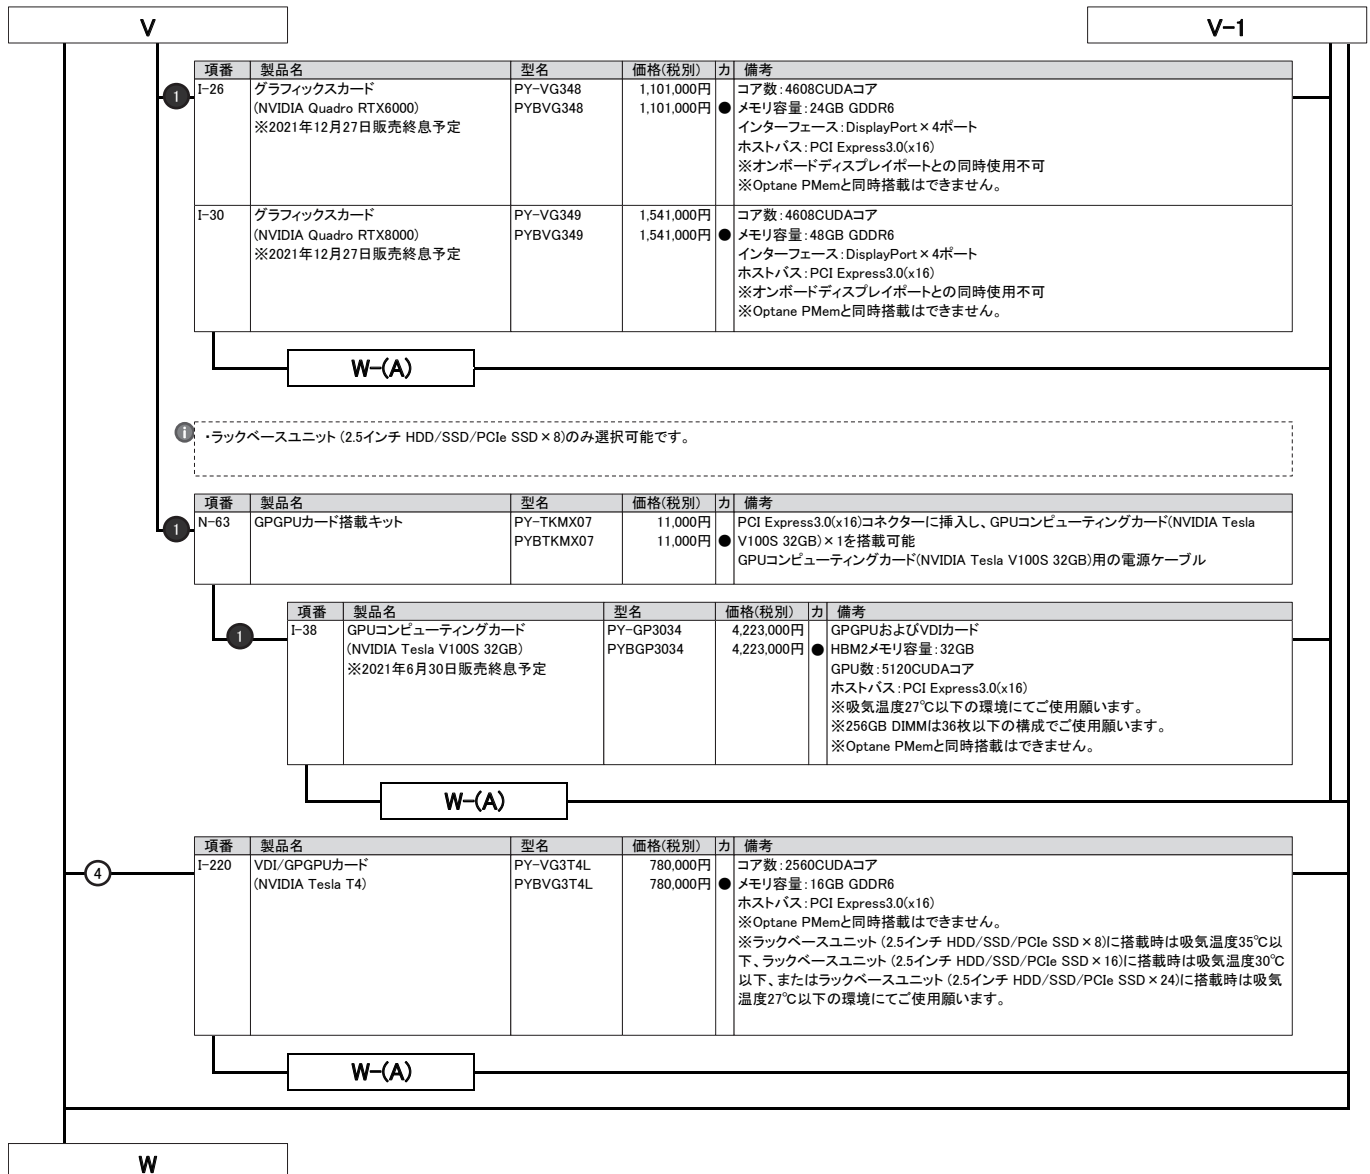 V
V-1
項番 製品名 型名 価格(税別) カ 備考
1 I-26 グラフィックスカード PY-VG348 1,101,000円 コア数:4608CUDAコア
(NVIDIA Quadro RTX6000) PYBVG348 1,101,000円 ● メモリ容量:24GB GDDR6
※2021年12月27日販売終息予定 インターフェース:DisplayPort×4ポート
ホストバス:PCI Express3.0(x16)
※オンボードディスプレイポートとの同時使用不可
※Optane PMemと同時搭載はできません。
I-30 グラフィックスカード PY-VG349 1,541,000円 コア数:4608CUDAコア
(NVIDIA Quadro RTX8000) PYBVG349 1,541,000円 ● メモリ容量:48GB GDDR6
※2021年12月27日販売終息予定 インターフェース:DisplayPort×4ポート
ホストバス:PCI Express3.0(x16)
※オンボードディスプレイポートとの同時使用不可
※Optane PMemと同時搭載はできません。
W-(A)
i ・ラックベースユニット (2.5インチ HDD/SSD/PCIe SSD×8)のみ選択可能です。
項番 製品名 型名 価格(税別) カ 備考
1 N-63 GPGPUカード搭載キット PY-TKMX07 11,000円 PCI Express3.0(x16)コネクターに挿入し、GPUコンピューティングカード(NVIDIA Tesla
PYBTKMX07 11,000円 ● V100S 32GB)×1を搭載可能
GPUコンピューティングカード(NVIDIA Tesla V100S 32GB)用の電源ケーブル
項番 製品名 型名 価格(税別) カ 備考
1 I-38 GPUコンピューティングカード PY-GP3034 4,223,000円 GPGPUおよびVDIカード
(NVIDIA Tesla V100S 32GB) PYBGP3034 4,223,000円 ● HBM2メモリ容量:32GB
※2021年6月30日販売終息予定 GPU数:5120CUDAコア
ホストバス:PCI Express3.0(x16)
※吸気温度27℃以下の環境にてご使用願います。
※256GB DIMMは36枚以下の構成でご使用願います。
※Optane PMemと同時搭載はできません。
W-(A)
項番 製品名 型名 価格(税別) カ 備考
4 I-220 VDI/GPGPUカード PY-VG3T4L 780,000円 コア数:2560CUDAコア
(NVIDIA Tesla T4) PYBVG3T4L 780,000円 ● メモリ容量:16GB GDDR6
ホストバス:PCI Express3.0(x16)
※Optane PMemと同時搭載はできません。
※ラックベースユニット (2.5インチ HDD/SSD/PCIe SSD×8)に搭載時は吸気温度35℃以
下、ラックベースユニット (2.5インチ HDD/SSD/PCIe SSD×16)に搭載時は吸気温度30℃
以下、またはラックベースユニット (2.5インチ HDD/SSD/PCIe SSD×24)に搭載時は吸気
温度27℃以下の環境にてご使用願います。
W-(A)
W